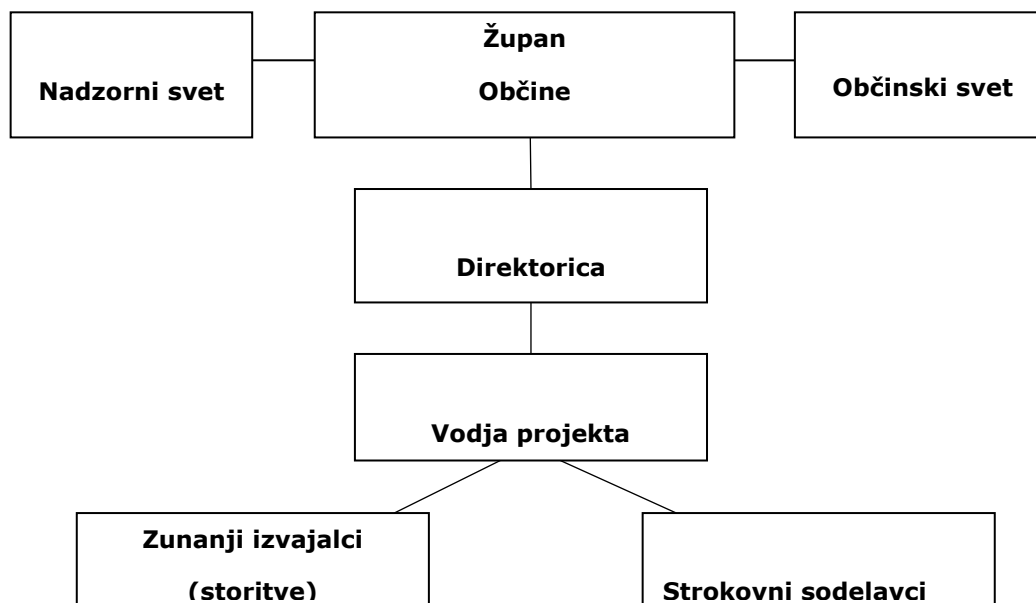 Župan
Občine
Nadzorni svet
Občinski svet
Direktorica
Vodja projekta
Zunanji izvajalci
(storitve)
Strokovni sodelavci